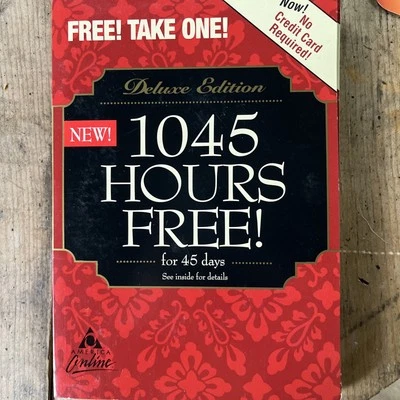 FREE! TAKE ONE!
Now! No
Credit Card
Required!
Deluxe Edition
NEW!
1045
HOURS
FREE!
for 45 days
See inside for details
AMERICA
Online